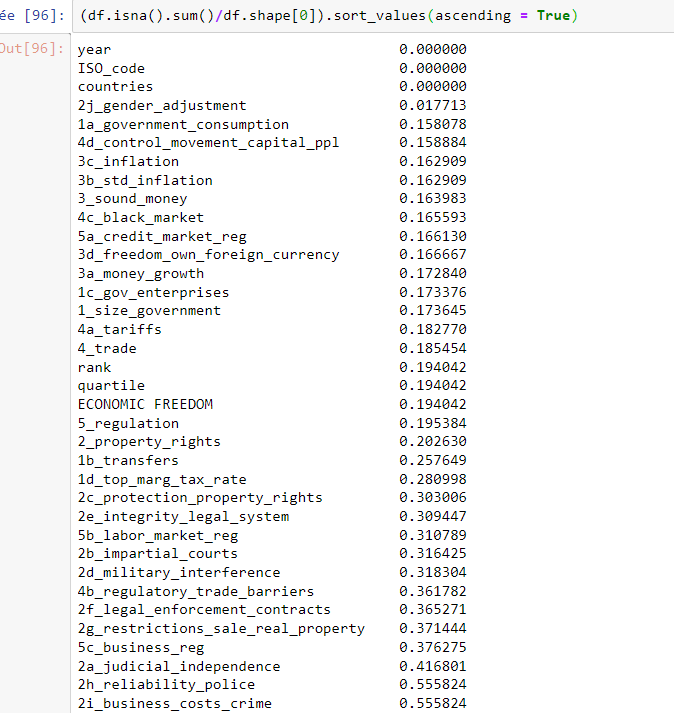 ée [96]: (df.isna().sum()/df.shape[0]).sort_values(ascending = True)
Out[96]: year 0.000000
ISO_code 0.000000
countries 0.000000
2j_gender_adjustment 0.017713
1a_government_consumption 0.158078
4d_control_movement_capital_ppl 0.158884
3c_inflation 0.162909
3b_std_inflation 0.162909
3_sound_money 0.163983
4c_black_market 0.165593
5a_credit_market_reg 0.166130
3d_freedom_own_foreign_currency 0.166667
3a_money_growth 0.172840
1c_gov_enterprises 0.173376
1_size_government 0.173645
4a_tariffs 0.182770
4_trade 0.185454
rank 0.194042
quartile 0.194042
ECONOMIC FREEDOM 0.194042
5_regulation 0.195384
2_property_rights 0.202630
1b_transfers 0.257649
1d_top_marg_tax_rate 0.280998
2c_protection_property_rights 0.303006
2e_integrity_legal_system 0.309447
5b_labor_market_reg 0.310789
2b_impartial_courts 0.316425
2d_military_interference 0.318304
4b_regulatory_trade_barriers 0.361782
2f_legal_enforcement_contracts 0.365271
2g_restrictions_sale_real_property 0.371444
5c_business_reg 0.376275
2a_judicial_independence 0.416801
2h_reliability_police 0.555824
2i_business_costs_crime 0.555824